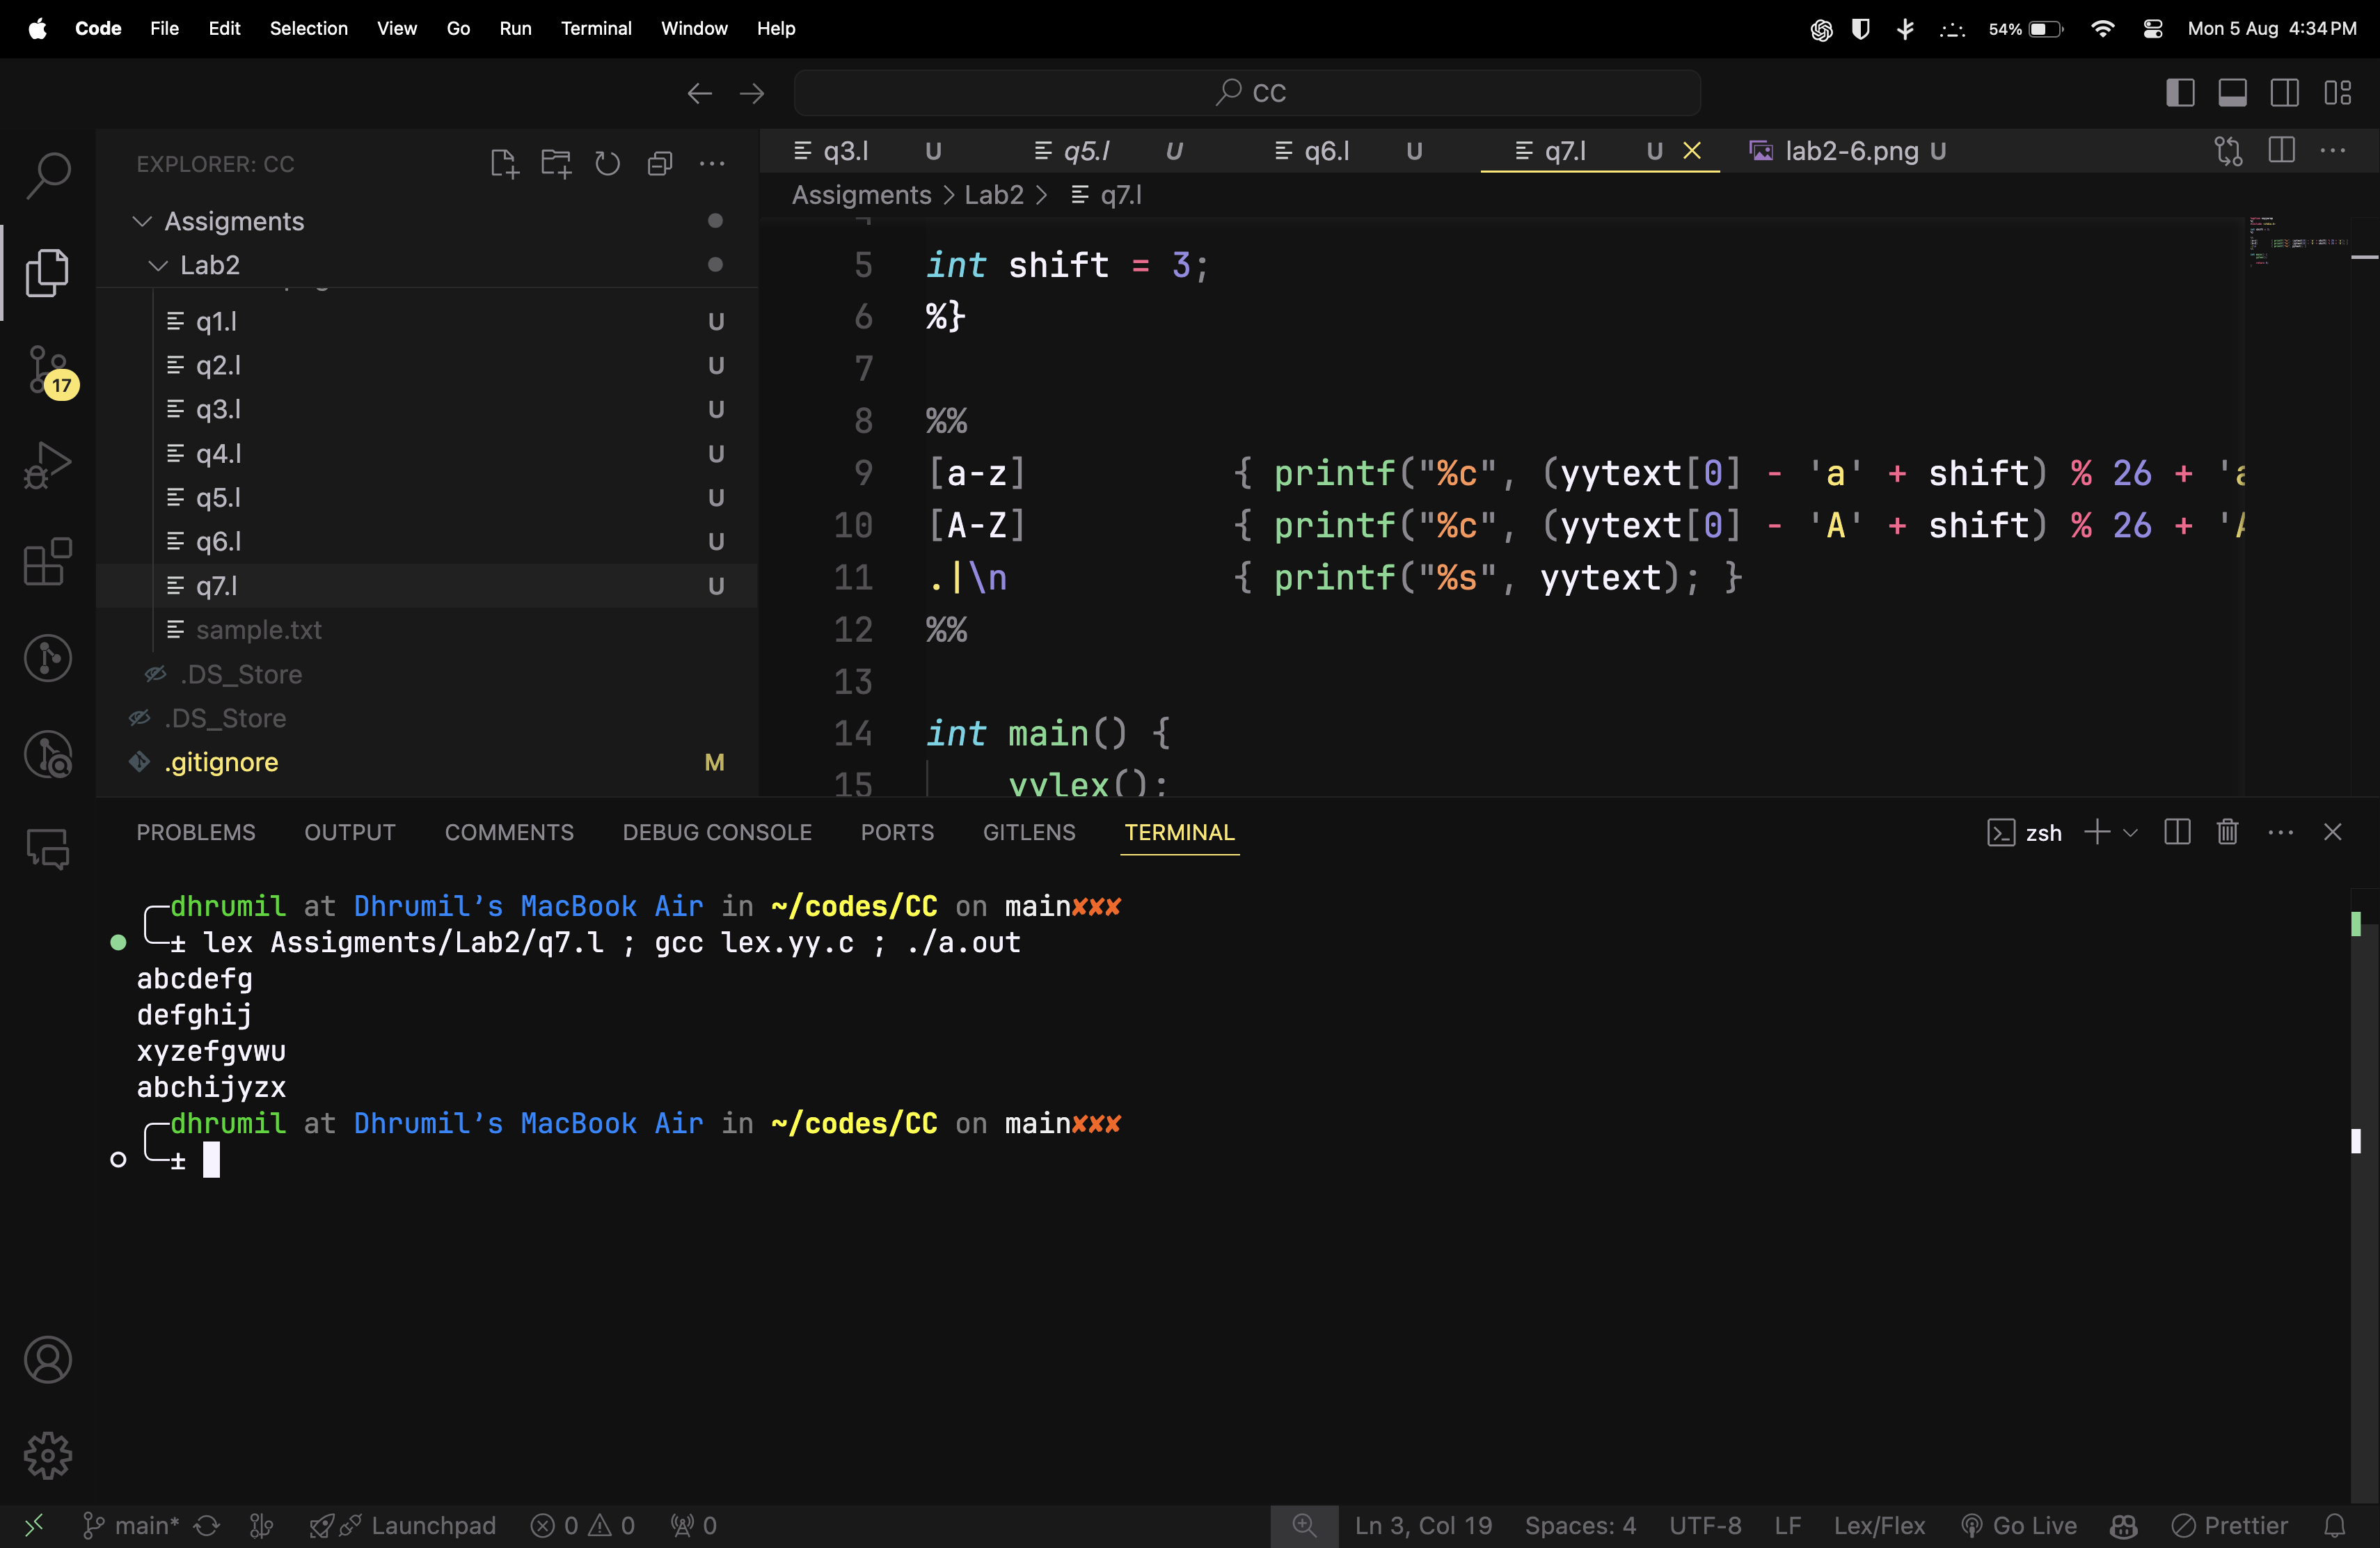 Code File Edit Selection View Go Run Terminal Window Help 54% Mon 5 Aug 4:34 PM
CC
EXPLORER: CC
Assigments
Lab2
q1.l U
q2.l U
q3.l U
q4.l U
q5.l U
q6.l U
q7.l U
sample.txt
.DS_Store
.DS_Store
.gitignore M
17
q3.l U q5.l U q6.l U q7.l U lab2-6.png U
Assigments > Lab2 > q7.l
5 int shift = 3;
6 %}
7
8 %%
9 [a-z] { printf("%c", (yytext[0] - 'a' + shift) % 26 + 'a
10 [A-Z] { printf("%c", (yytext[0] - 'A' + shift) % 26 + 'A
11 .|\n { printf("%s", yytext); }
12 %%
13
14 int main() {
15 yylex();
PROBLEMS OUTPUT COMMENTS DEBUG CONSOLE PORTS GITLENS TERMINAL zsh
dhrumil at Dhrumil’s MacBook Air in ~/codes/CC on main✘✘✘
± lex Assigments/Lab2/q7.l ; gcc lex.yy.c ; ./a.out
abcdefg
defghij
xyzefgvwu
abchijyzx
dhrumil at Dhrumil’s MacBook Air in ~/codes/CC on main✘✘✘
±
main* Launchpad 0 0 0 Ln 3, Col 19 Spaces: 4 UTF-8 LF Lex/Flex Go Live Prettier